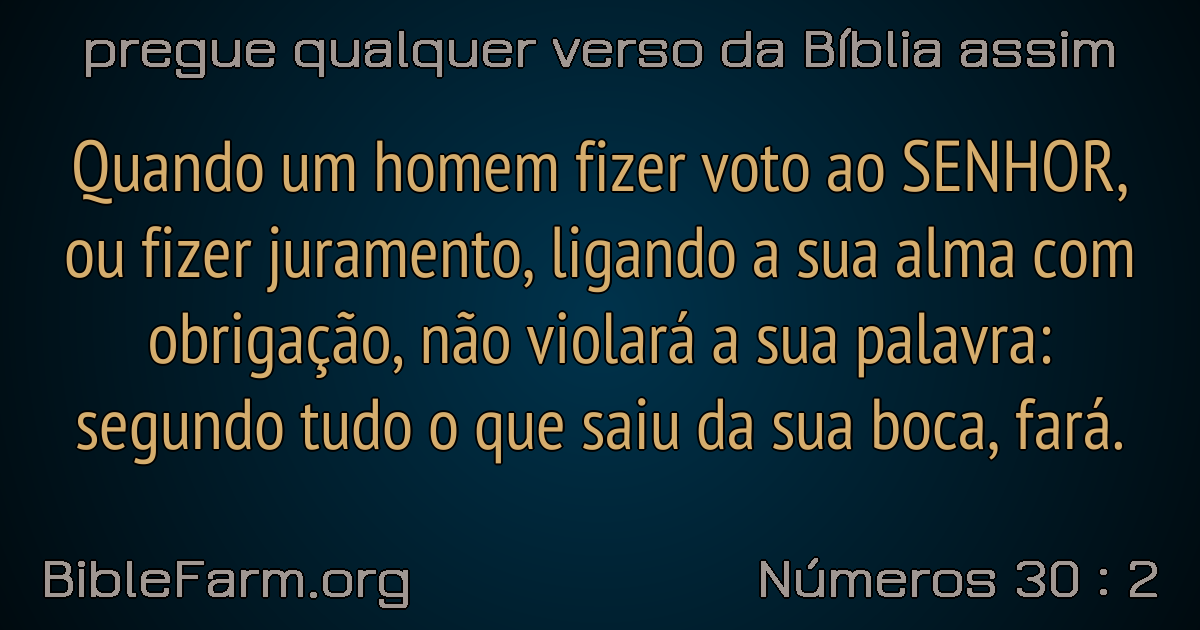 pregue qualquer verso da Bíblia assim
Quando um homem fizer voto ao SENHOR,
ou fizer juramento, ligando a sua alma com
obrigação, não violará a sua palavra:
segundo tudo o que saiu da sua boca, fará.
BibleFarm.org
Números 30 : 2